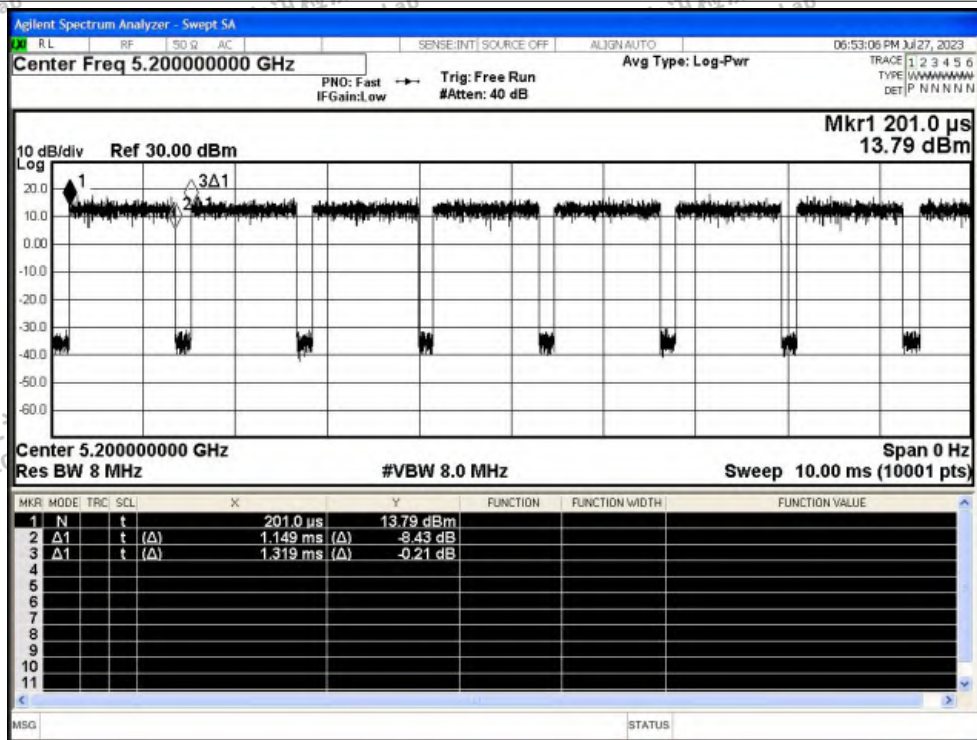 Agilent Spectrum Analyzer - Swept SA
RL RF 50 Ω AC SENSE:INT SOURCE OFF ALIGN AUTO 06:53:06 PM Jul 27, 2023
Center Freq 5.200000000 GHz Avg Type: Log-Pwr TRACE 1 2 3 4 5 6
PNO: Fast Trig: Free Run TYPE WWWWWW
IFGain:Low #Atten: 40 dB DET P N N N N N
Mkr1 201.0 µs
10 dB/div Ref 30.00 dBm 13.79 dBm
Log
20.0
1 3Δ1
2Δ1
10.0
0.00
-10.0
-20.0
-30.0
-40.0
-50.0
-60.0
Center 5.200000000 GHz Span 0 Hz
Res BW 8 MHz #VBW 8.0 MHz Sweep 10.00 ms (10001 pts)
MKR MODE TRC SCL X Y FUNCTION FUNCTION WIDTH FUNCTION VALUE
1 N t 201.0 µs 13.79 dBm
2 Δ1 t (Δ) 1.149 ms (Δ) -8.43 dB
3 Δ1 t (Δ) 1.319 ms (Δ) -0.21 dB
4
5
6
7
8
9
10
11
MSG STATUS